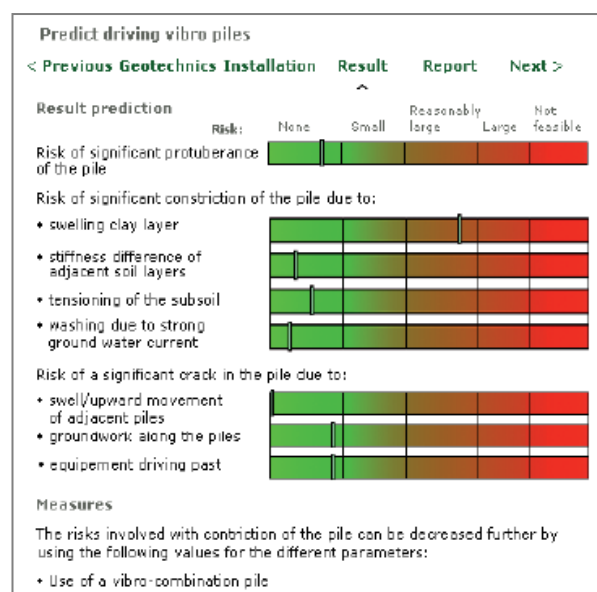 Predict driving vibro piles
< Previous Geotechnics Installation Result Report Next >
Result prediction
Risk: None Small Reasonably large Large Not feasible
Risk of significant protuberance
of the pile
Risk of significant constriction of the pile due to:
• swelling clay layer
• stiffness difference of
adjacent soil layers
• tensioning of the subsoil
• washing due to strong
ground water current
Risk of a significant crack in the pile due to:
• swell/upward movement
of adjacent piles
• groundwork along the piles
• equipement driving past
Measures
The risks involved with contriction of the pile can be decreased further by
using the following values for the different parameters:
• Use of a vibro-combination pile